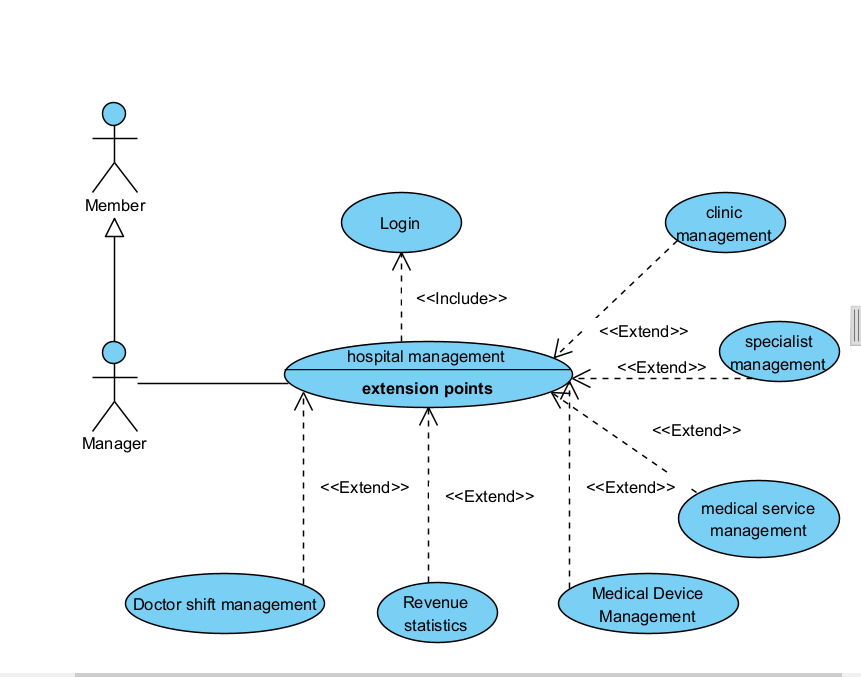 Member
Login
clinic
management
<<Include>>
<<Extend>>
specialist
management
hospital management
<<Extend>>
extension points
Manager
<<Extend>>
<<Extend>>
<<Extend>>
<<Extend>>
medical service
management
Doctor shift management
Revenue
statistics
Medical Device
Management